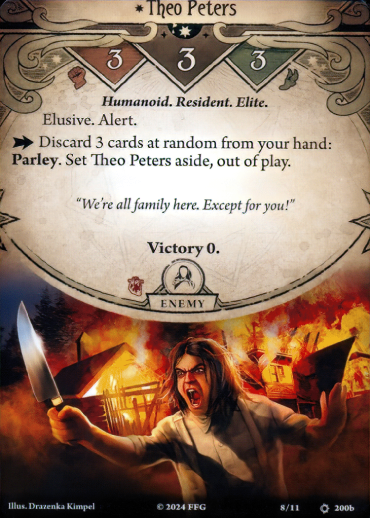 Theo Peters
3 3 3
Humanoid. Resident. Elite.
Elusive. Alert.
Discard 3 cards at random from your hand:
Parley. Set Theo Peters aside, out of play.
“We’re all family here. Except for you!”
Victory 0.
ENEMY
Illus. Drazenka Kimpel © 2024 FFG 8/11 200b